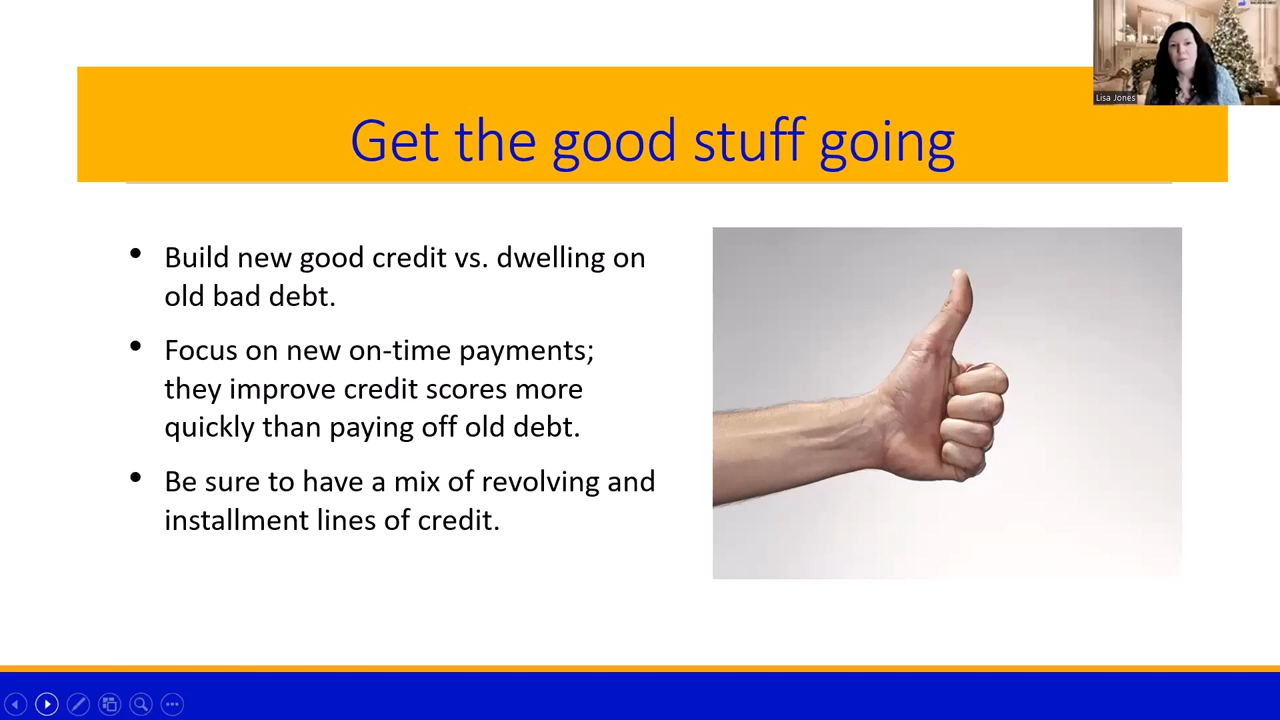 Lisa Jones
Get the good stuff going
• Build new good credit vs. dwelling on
old bad debt.
• Focus on new on-time payments;
they improve credit scores more
quickly than paying off old debt.
• Be sure to have a mix of revolving and
installment lines of credit.